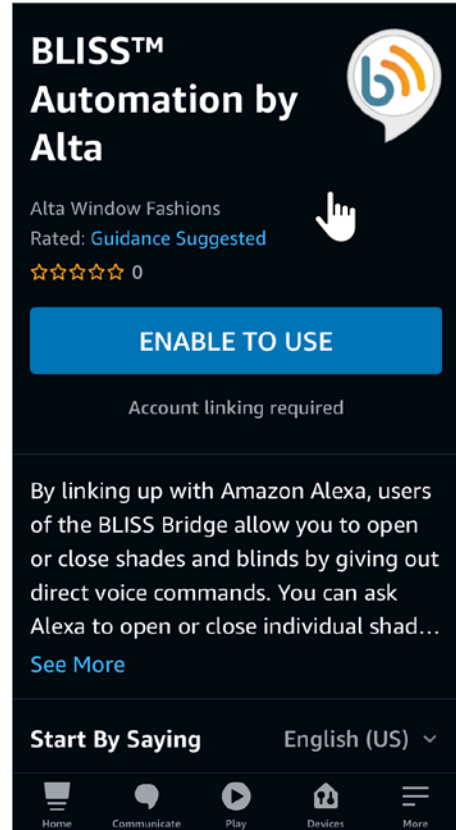 BLISS™
Automation by
Alta
b
Alta Window Fashions
Rated: Guidance Suggested
0
ENABLE TO USE
Account linking required
By linking up with Amazon Alexa, users
of the BLISS Bridge allow you to open
or close shades and blinds by giving out
direct voice commands. You can ask
Alexa to open or close individual shad...
See More
Start By Saying English (US)
Home Communicate Play Devices More